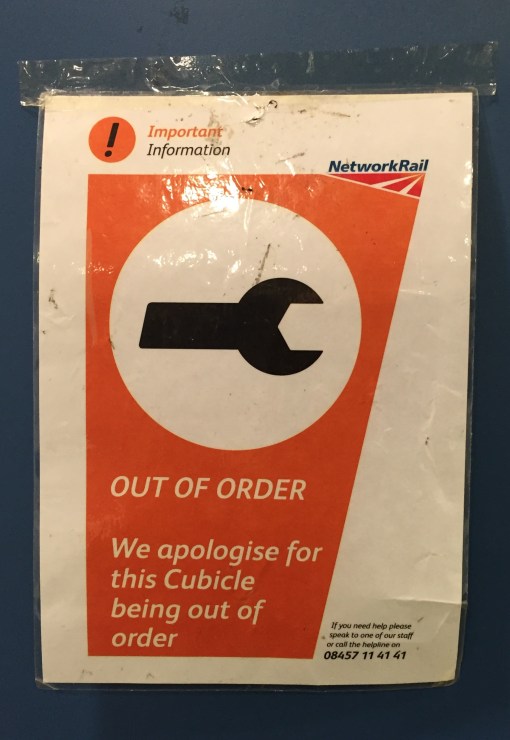 !
Important
Information
NetworkRail
OUT OF ORDER
We apologise for
this Cubicle
being out of
order
If you need help please
speak to one of our staff
or call the helpline on
08457 11 41 41